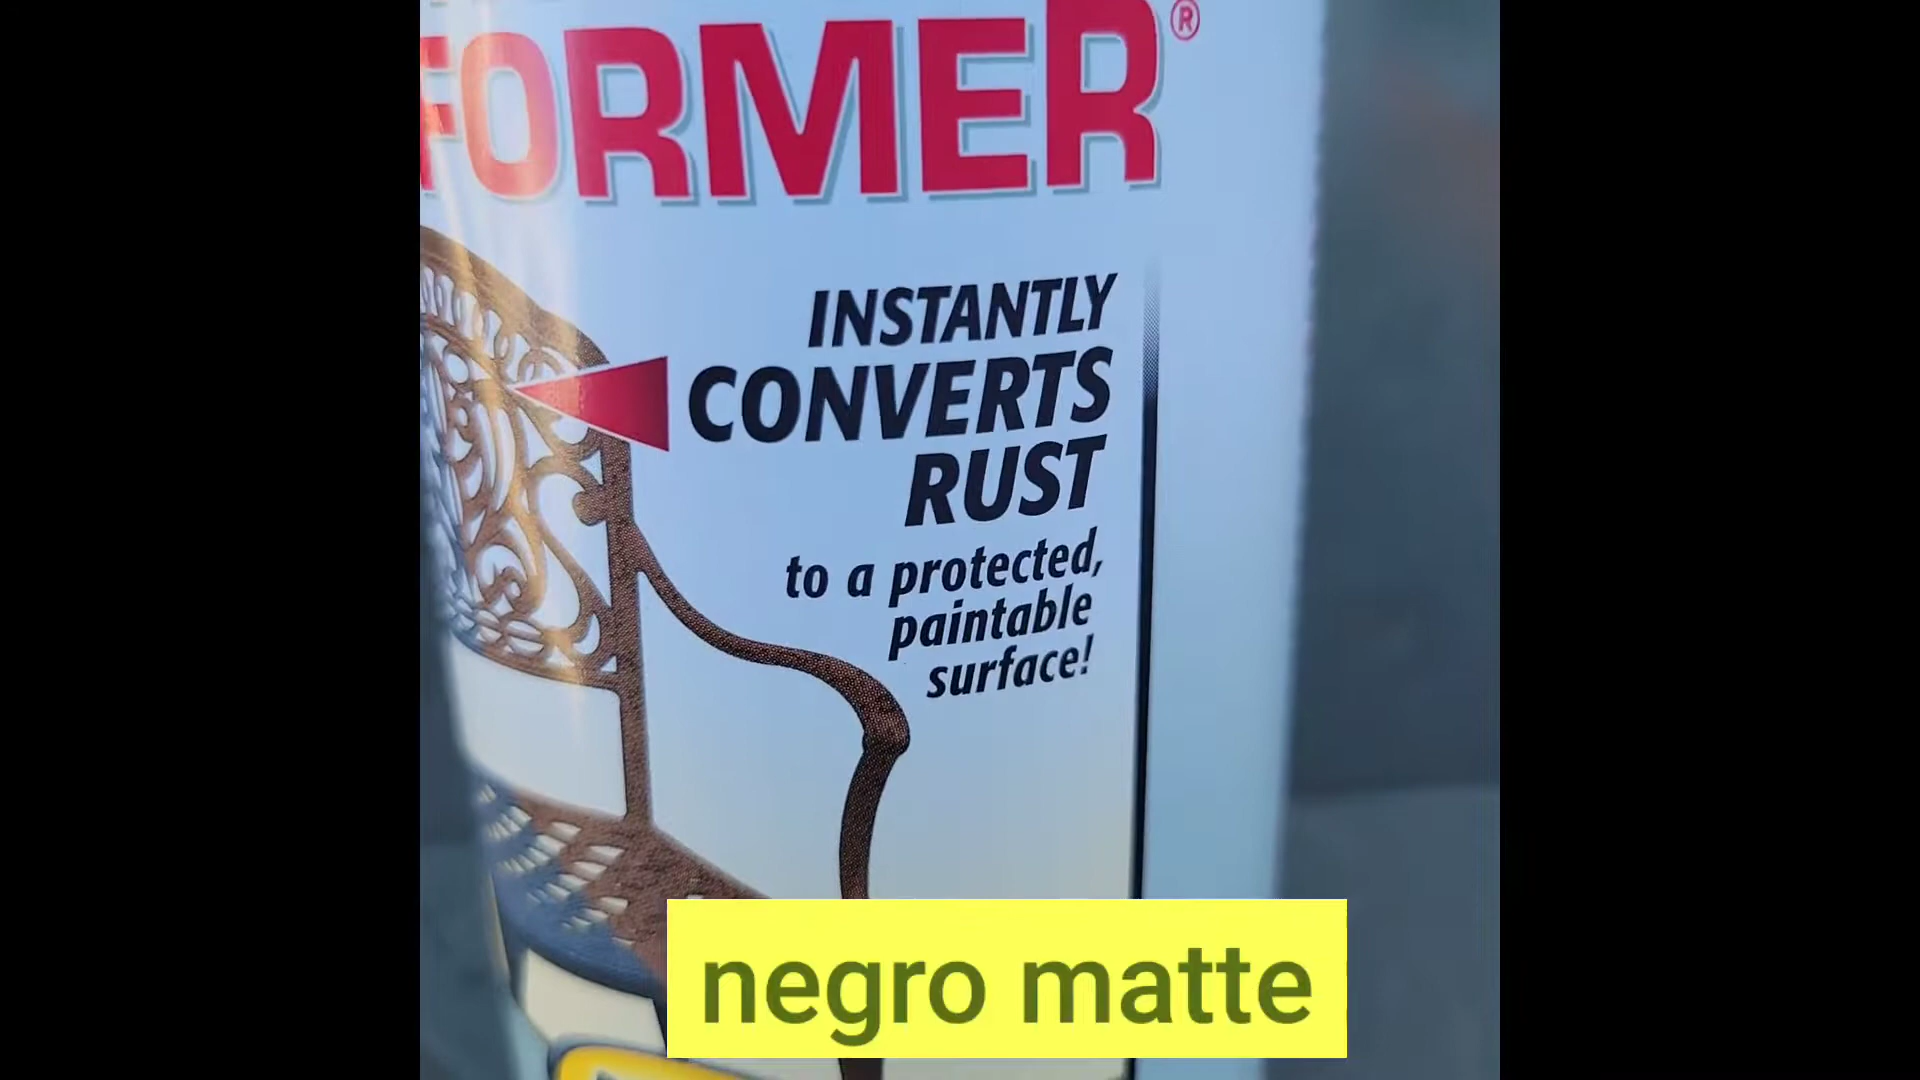 FORMER®
INSTANTLY
CONVERTS
RUST
to a protected,
paintable
surface!
negro matte